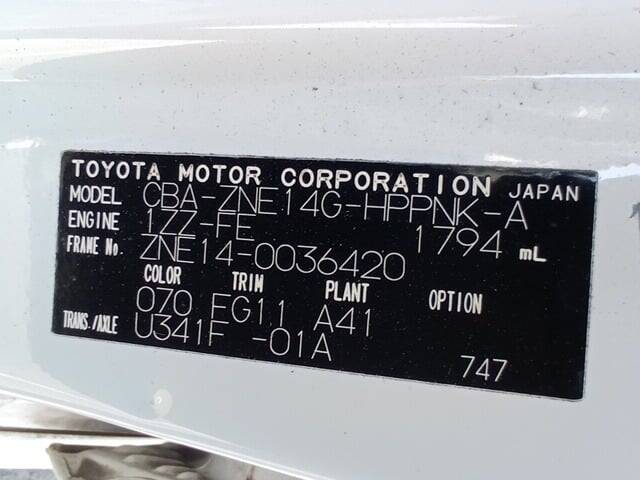 TOYOTA MOTOR CORPORATION JAPAN
MODEL CBA-ZNE14G-HPPNK-A
ENGINE 1ZZ-FE 1794 mL
FRAME No. ZNE14-0036420
COLOR TRIM PLANT OPTION
070 FG11 A41
TRANS./AXLE U341F -01A
747